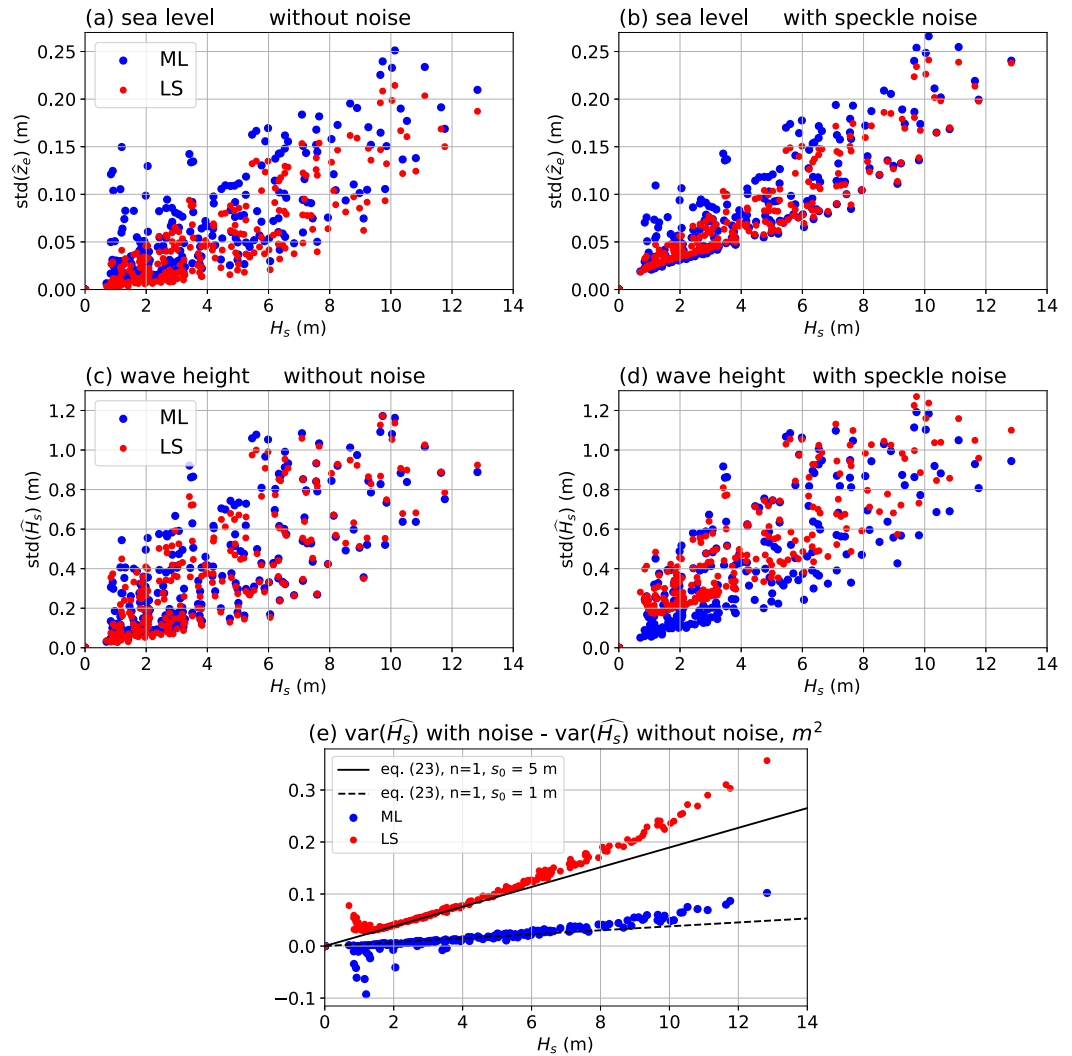 (a) sea level without noise
ML
LS
std(ẑₑ) (m)
0.25
0.20
0.15
0.10
0.05
0.00
0 2 4 6 8 10 12 14
Hₛ (m)
(b) sea level with speckle noise
std(ẑₑ) (m)
0.25
0.20
0.15
0.10
0.05
0.00
0 2 4 6 8 10 12 14
Hₛ (m)
(c) wave height without noise
ML
LS
std(Ĥₛ) (m)
1.2
1.0
0.8
0.6
0.4
0.2
0.0
0 2 4 6 8 10 12 14
Hₛ (m)
(d) wave height with speckle noise
std(Ĥₛ) (m)
1.2
1.0
0.8
0.6
0.4
0.2
0.0
0 2 4 6 8 10 12 14
Hₛ (m)
(e) var(Ĥₛ) with noise - var(Ĥₛ) without noise, m²
eq. (23), n=1, s₀ = 5 m
eq. (23), n=1, s₀ = 1 m
ML
LS
0.3
0.2
0.1
0.0
−0.1
0 2 4 6 8 10 12 14
Hₛ (m)